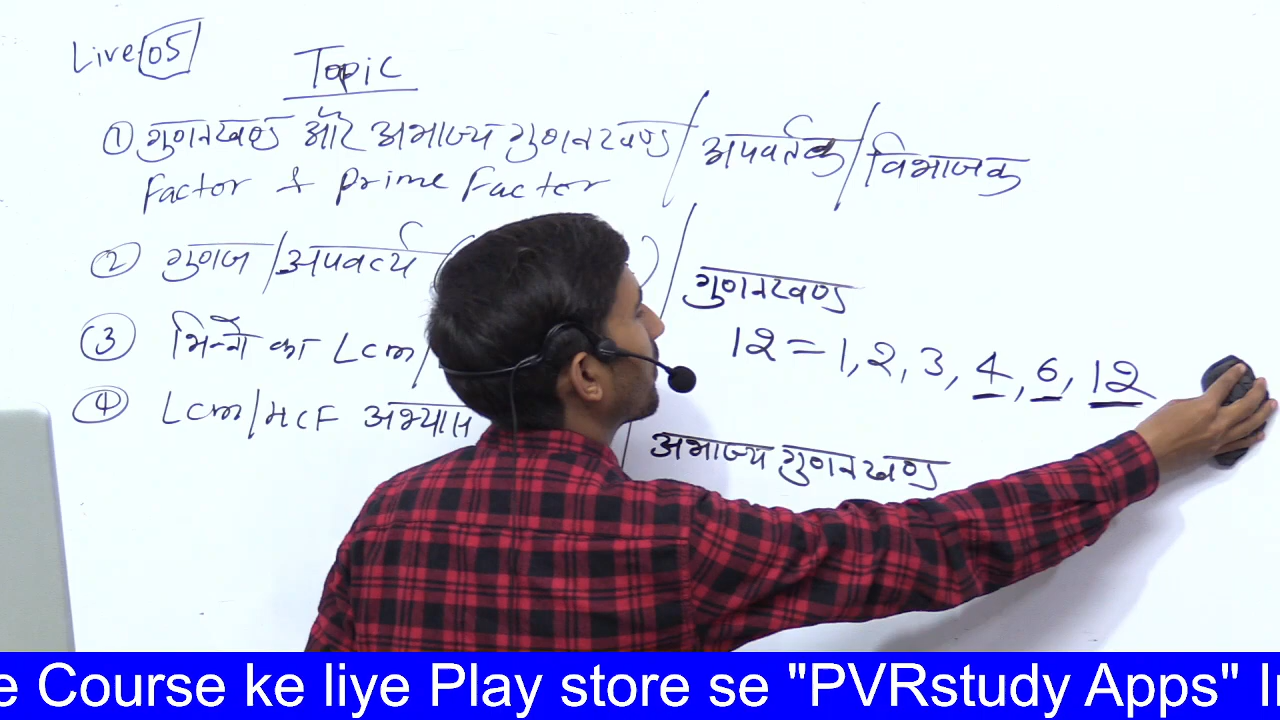 Live 05
Topic
① गुणनखण्ड और अभाज्य गुणनखण्ड / अपवर्तक / विभाजक
Factor & prime Factor
② गुणज / अपवर्त्य (
③ भिन्नों का Lcm /
④ Lcm/HCF अभ्यास
गुणनखण्ड
12 = 1, 2, 3, 4, 6, 12
अभाज्य गुणनखण्ड
e Course ke liye Play store se "PVRstudy Apps" I